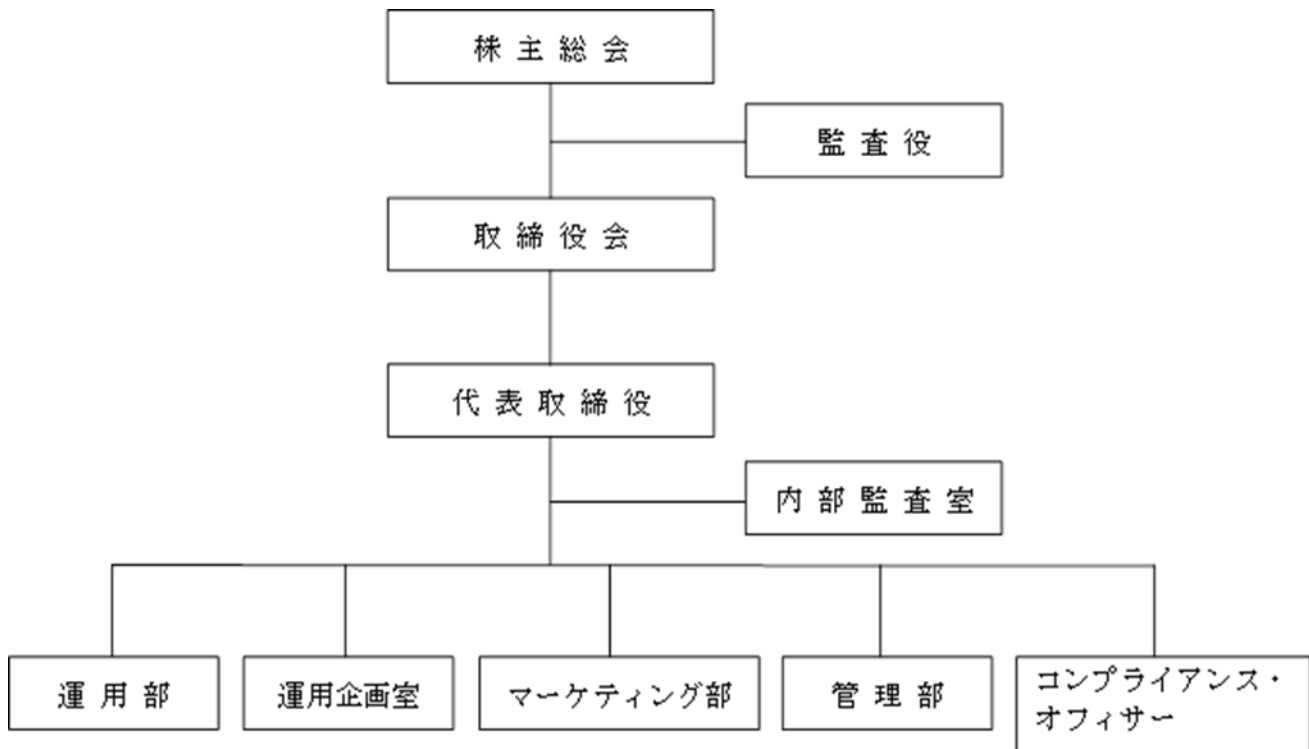 株主総会
監査役
取締役会
代表取締役
内部監査室
運用部
運用企画室
マーケティング部
管理部
コンプライアンス・
オフィサー